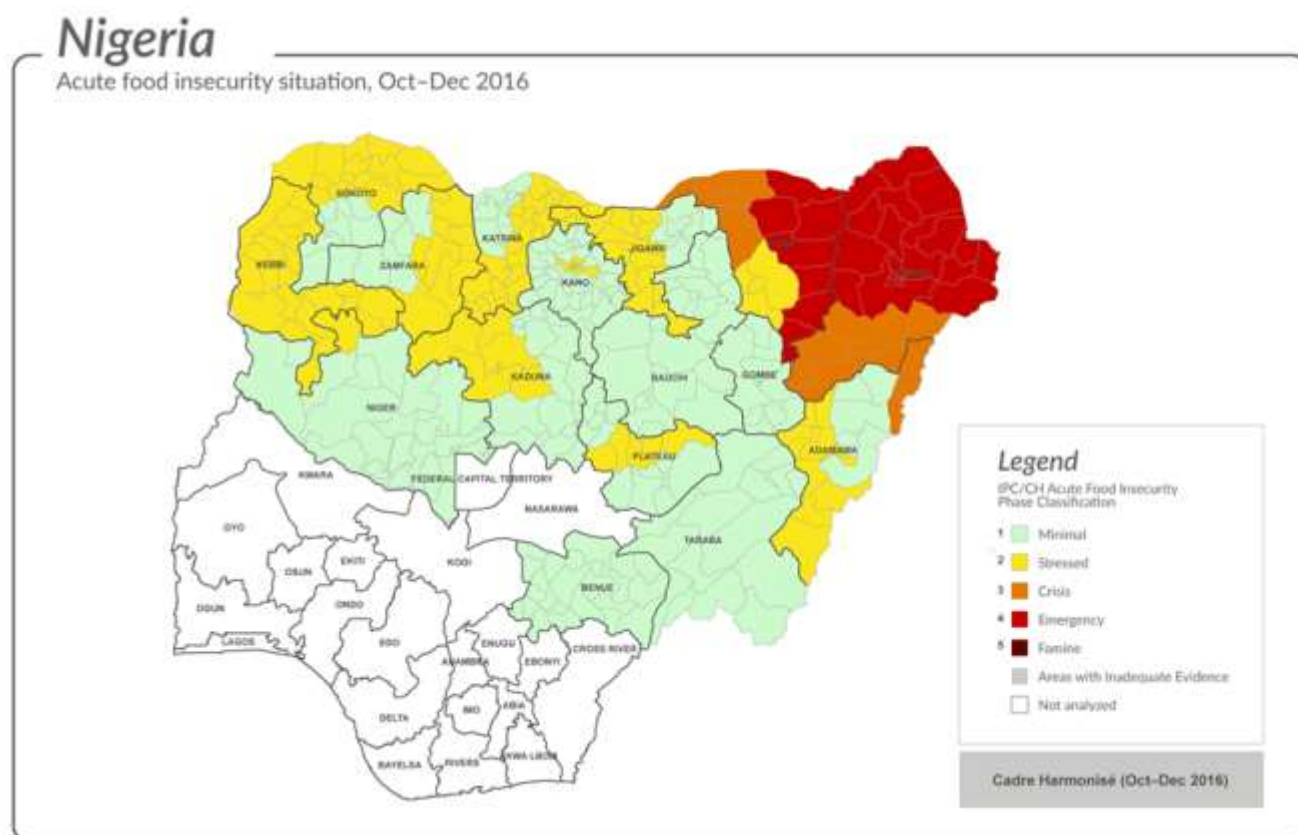 Nigeria
Acute food insecurity situation, Oct–Dec 2016
SOKOTO
KEBBI
ZAMFARA
KATSINA
JIGAWA
KANO
KADUNA
BAUCHI
GOMBE
NIGER
PLATEAU
ADAMAWA
KWARA
FEDERAL CAPITAL TERRITORY
NASARAWA
OYO
TARABA
KOGI
OSUN
EKITI
BENUE
OGUN
ONDO
LAGOS
EDO
ENUGU
ANAMBRA
EBONYI
CROSS RIVER
DELTA
IMO
ABIA
BAYELSA
RIVERS
Legend
IPC/CH Acute Food Insecurity
Phase Classification
1 Minimal
2 Stressed
3 Crisis
4 Emergency
5 Famine
Areas with Inadequate Evidence
Not analyzed
Cadre Harmonisé (Oct–Dec 2016)